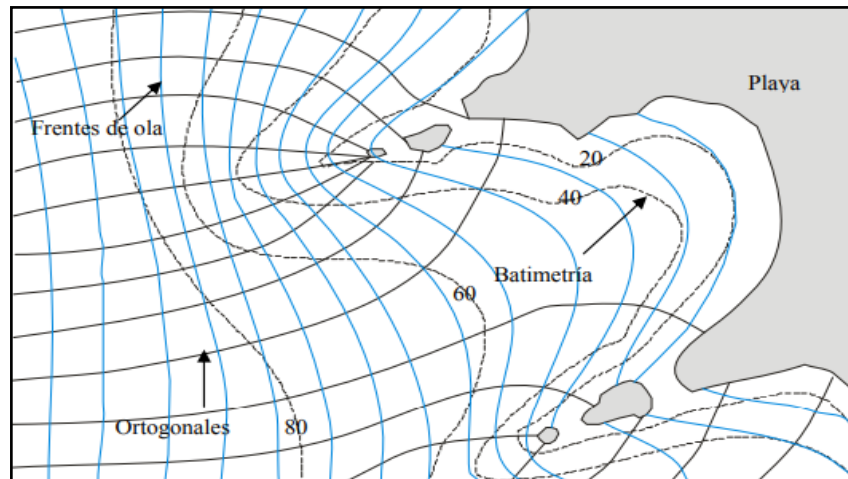 Playa
Frentes de ola
20
40
Batimetría
60
Ortogonales
80